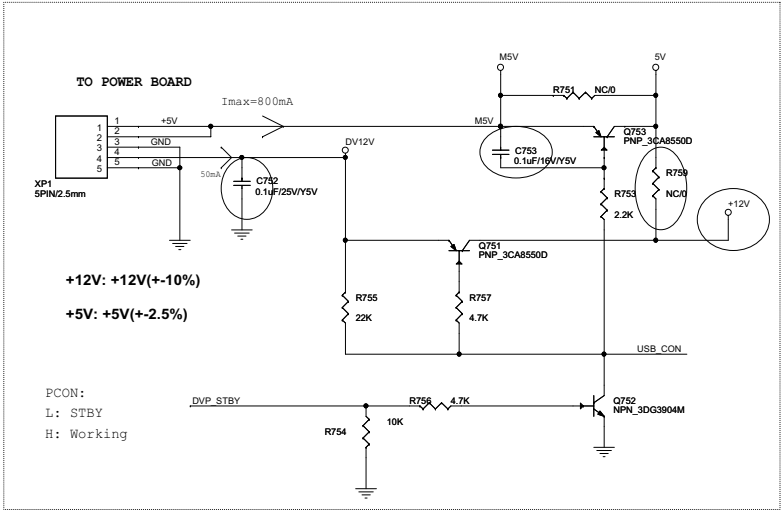 M5V
5V
TO POWER BOARD
R751
NC/0
Imax=800mA
1
+5V
M5V
1
2
2
3
GND
3
4
4
5
GND
5
50mA
XP1
5PIN/2.5mm
DV12V
C752
0.1uF/25V/Y5V
C753
0.1uF/16V/Y5V
Q753
PNP_3CA8550D
R759
NC/0
R753
2.2K
+12V
Q751
PNP_3CA8550D
+12V: +12V(+-10%)
+5V: +5V(+-2.5%)
R755
22K
R757
4.7K
USB_CON
PCON:
L: STBY
H: Working
DVP_STBY
R756
4.7K
Q752
NPN_3DG3904M
R754
10K